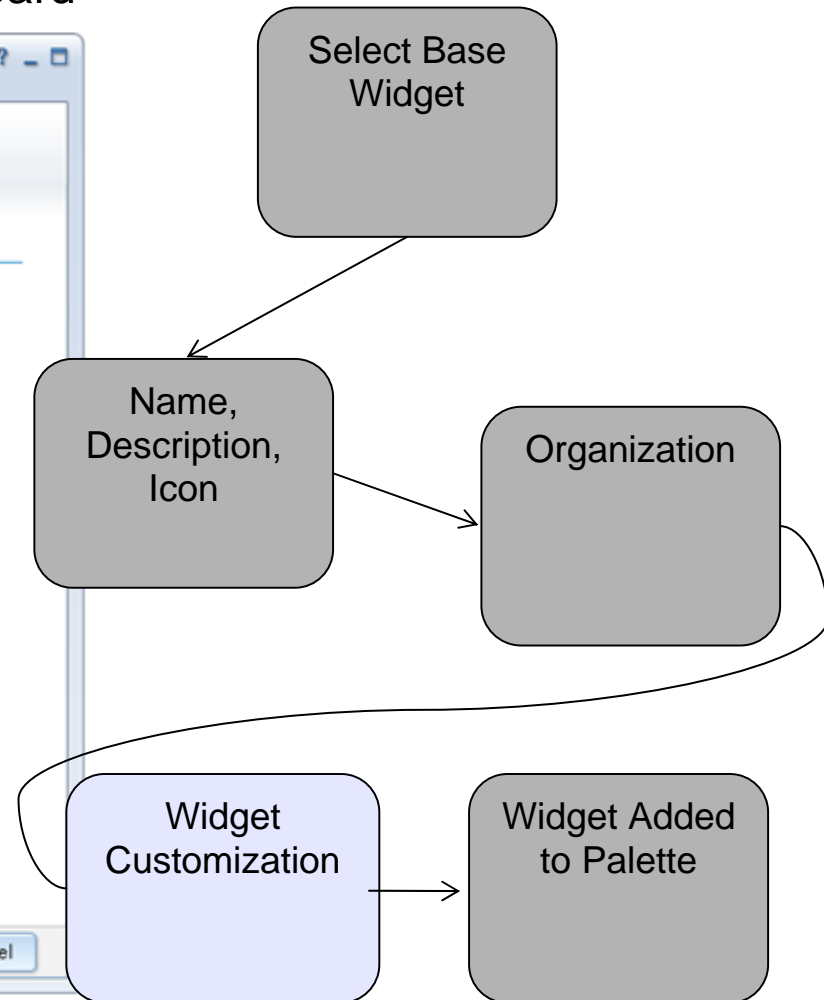 ?
Select Base
Widget
Name,
Description,
Icon
Organization
Widget
Customization
Widget Added
to Palette